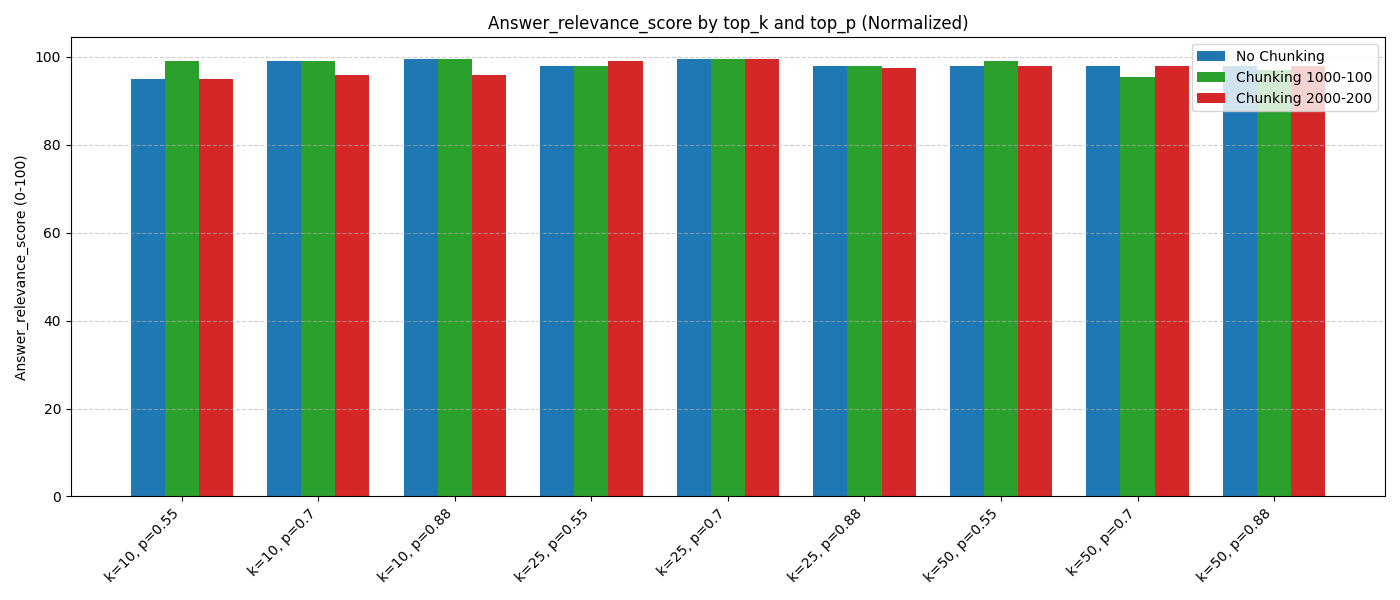 Answer_relevance_score by top_k and top_p (Normalized)
No Chunking
Chunking 1000-100
Chunking 2000-200
Answer_relevance_score (0-100)
100
80
60
40
20
0
k=10, p=0.55
k=10, p=0.7
k=10, p=0.88
k=25, p=0.55
k=25, p=0.7
k=25, p=0.88
k=50, p=0.55
k=50, p=0.7
k=50, p=0.88